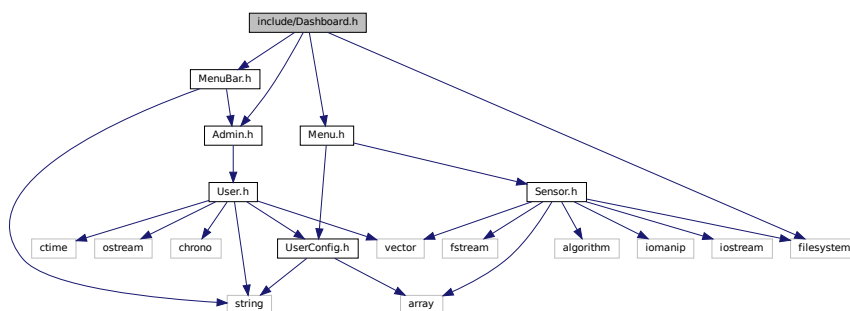 include/Dashboard.h
MenuBar.h
Admin.h
Menu.h
User.h
Sensor.h
ctime
ostream
chrono
UserConfig.h
vector
fstream
algorithm
iomanip
iostream
filesystem
string
array